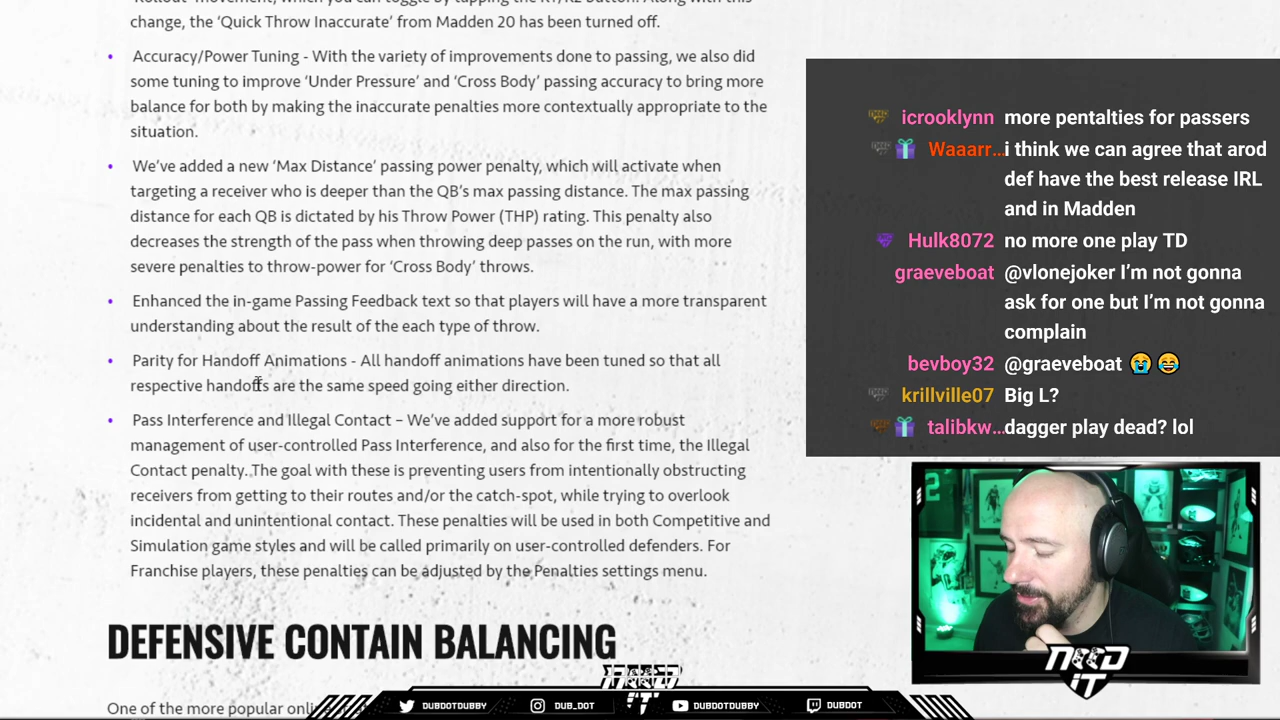 change, the ‘Quick Throw Inaccurate’ from Madden 20 has been turned off.
• Accuracy/Power Tuning - With the variety of improvements done to passing, we also did
some tuning to improve ‘Under Pressure’ and ‘Cross Body’ passing accuracy to bring more
balance for both by making the inaccurate penalties more contextually appropriate to the
situation.
• We’ve added a new ‘Max Distance’ passing power penalty, which will activate when
targeting a receiver who is deeper than the QB’s max passing distance. The max passing
distance for each QB is dictated by his Throw Power (THP) rating. This penalty also
decreases the strength of the pass when throwing deep passes on the run, with more
severe penalties to throw-power for ‘Cross Body’ throws.
• Enhanced the in-game Passing Feedback text so that players will have a more transparent
understanding about the result of the each type of throw.
• Parity for Handoff Animations - All handoff animations have been tuned so that all
respective handoffs are the same speed going either direction.
• Pass Interference and Illegal Contact – We’ve added support for a more robust
management of user-controlled Pass Interference, and also for the first time, the Illegal
Contact penalty. The goal with these is preventing users from intentionally obstructing
receivers from getting to their routes and/or the catch-spot, while trying to overlook
incidental and unintentional contact. These penalties will be used in both Competitive and
Simulation game styles and will be called primarily on user-controlled defenders. For
Franchise players, these penalties can be adjusted by the Penalties settings menu.
DEFENSIVE CONTAIN BALANCING
One of the more popular onli
icrooklynn more pentalties for passers
Waaarr… i think we can agree that arod
def have the best release IRL
and in Madden
Hulk8072 no more one play TD
graeveboat @vlonejoker I’m not gonna
ask for one but I’m not gonna
complain
bevboy32 @graeveboat 😭 😂
krillville07 Big L?
talibkw… dagger play dead? lol
NEED
IT
DUBDOTDUBBY DUB_DOT DUBDOTDUBBY DUBDOT